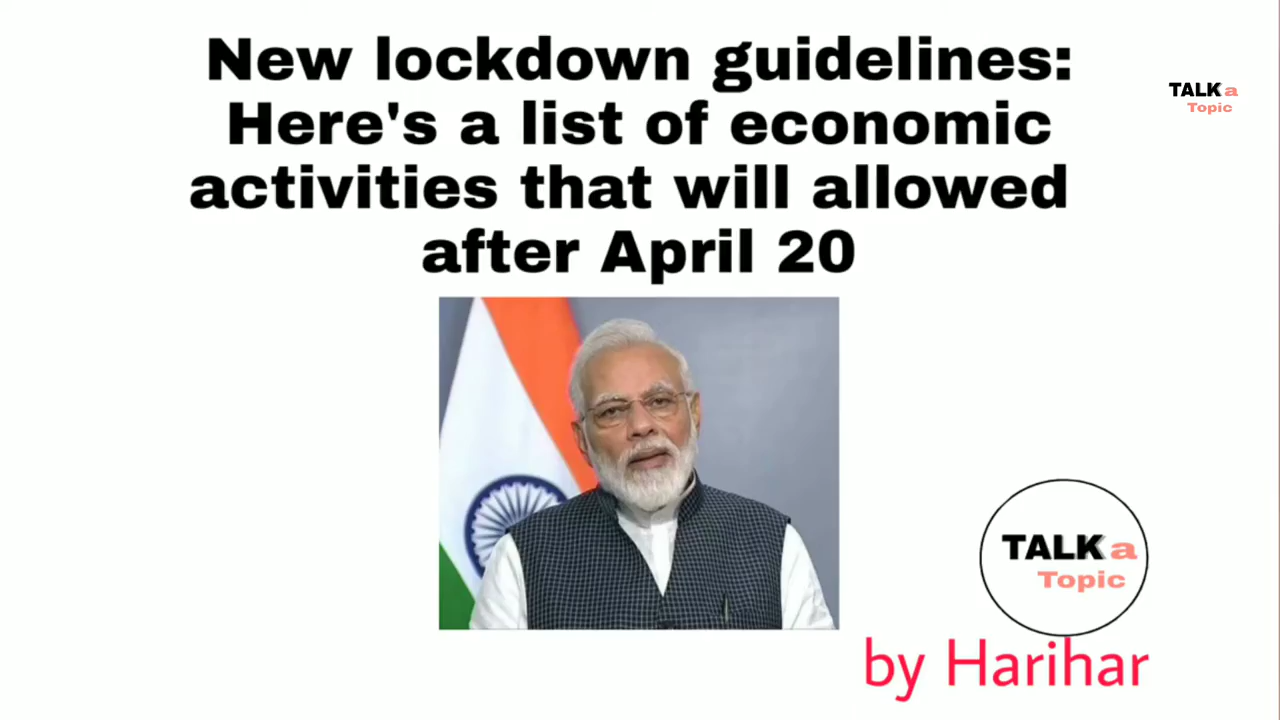 New lockdown guidelines:
Here's a list of economic
activities that will allowed
after April 20
TALK a
Topic
TALK a
Topic
by Harihar